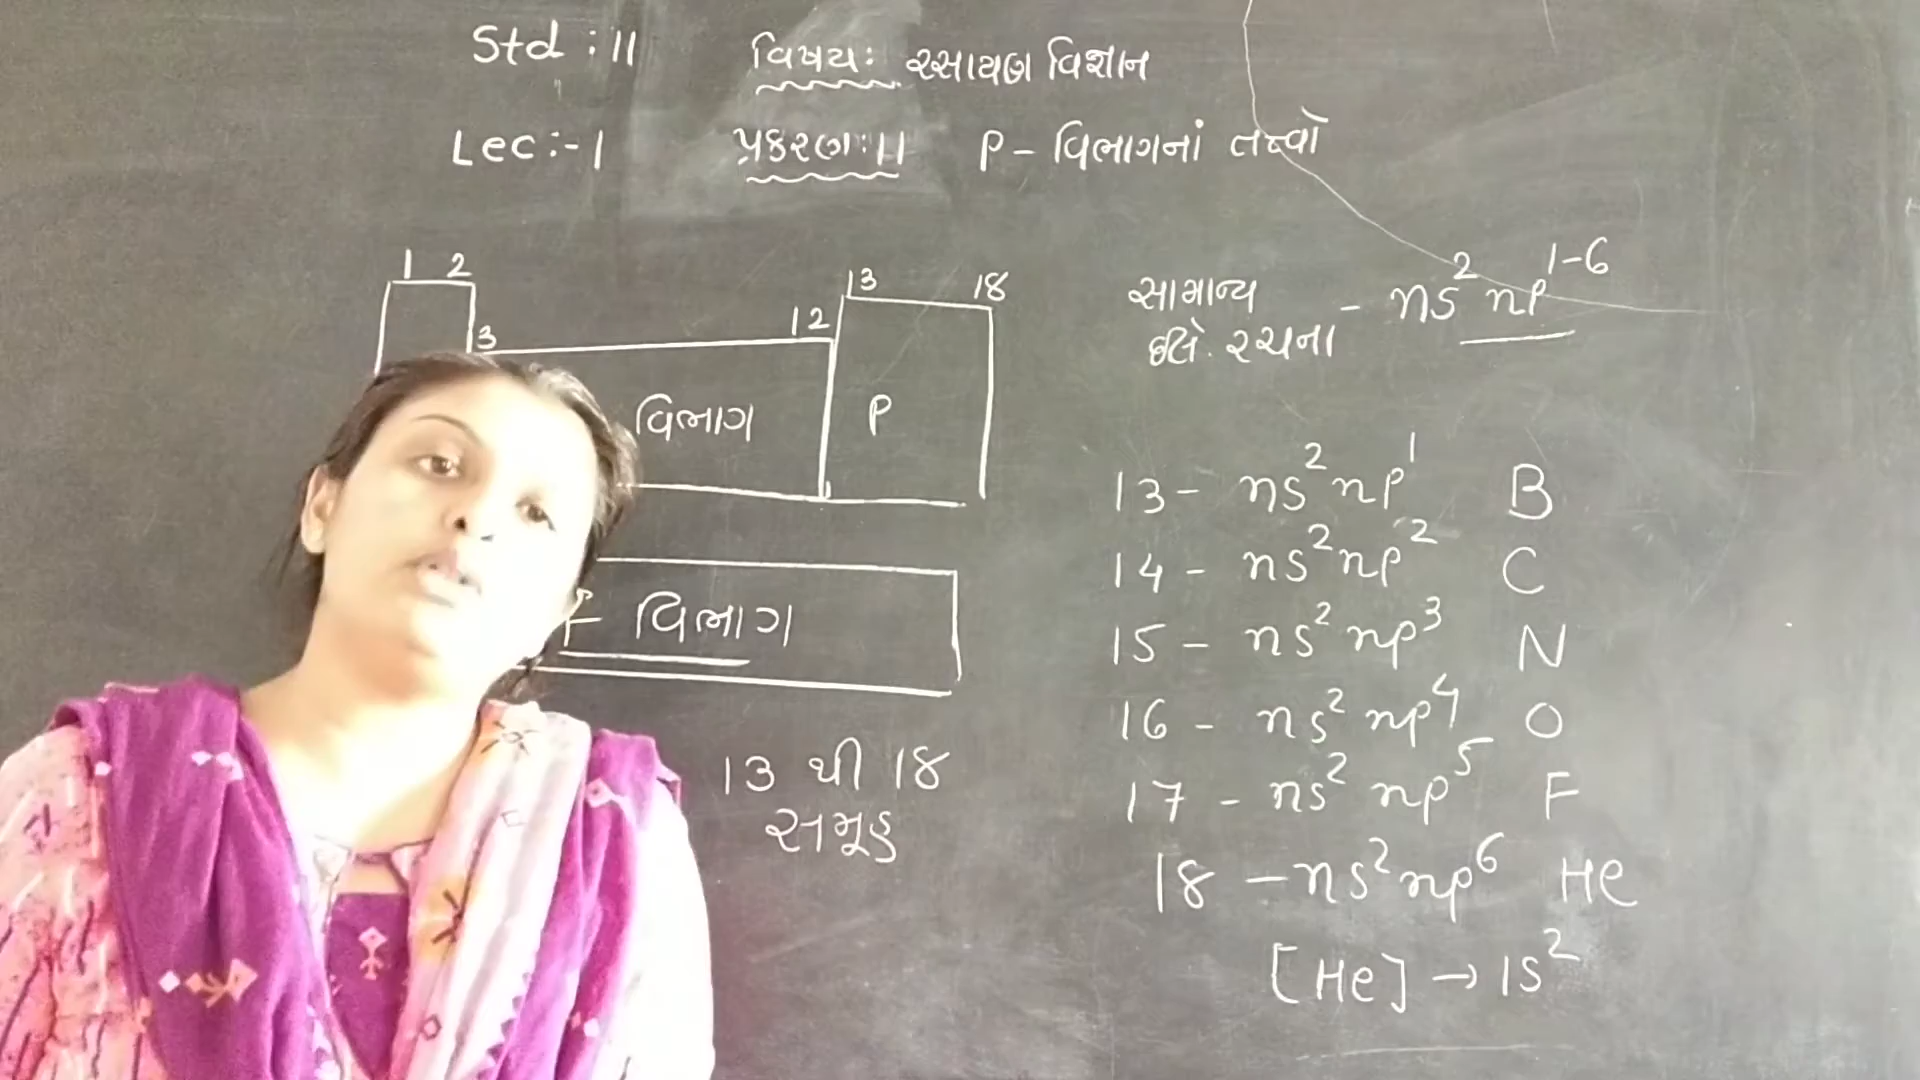 Std : 11 વિષય: રસાયણ વિજ્ઞાન
Lec :- 1 પ્રકરણ: 11 P - વિભાગનાં તત્વો
1 2
3 12
13 18
વિભાગ
P
F વિભાગ
13 થી 18
સમૂહ
સામાન્ય
ઈલે. રચના - ns² np¹⁻⁶
13 - ns² np¹ B
14 - ns² np² C
15 - ns² np³ N
16 - ns² np⁴ O
17 - ns² np⁵ F
18 - ns² np⁶ He
[He] → 1s²